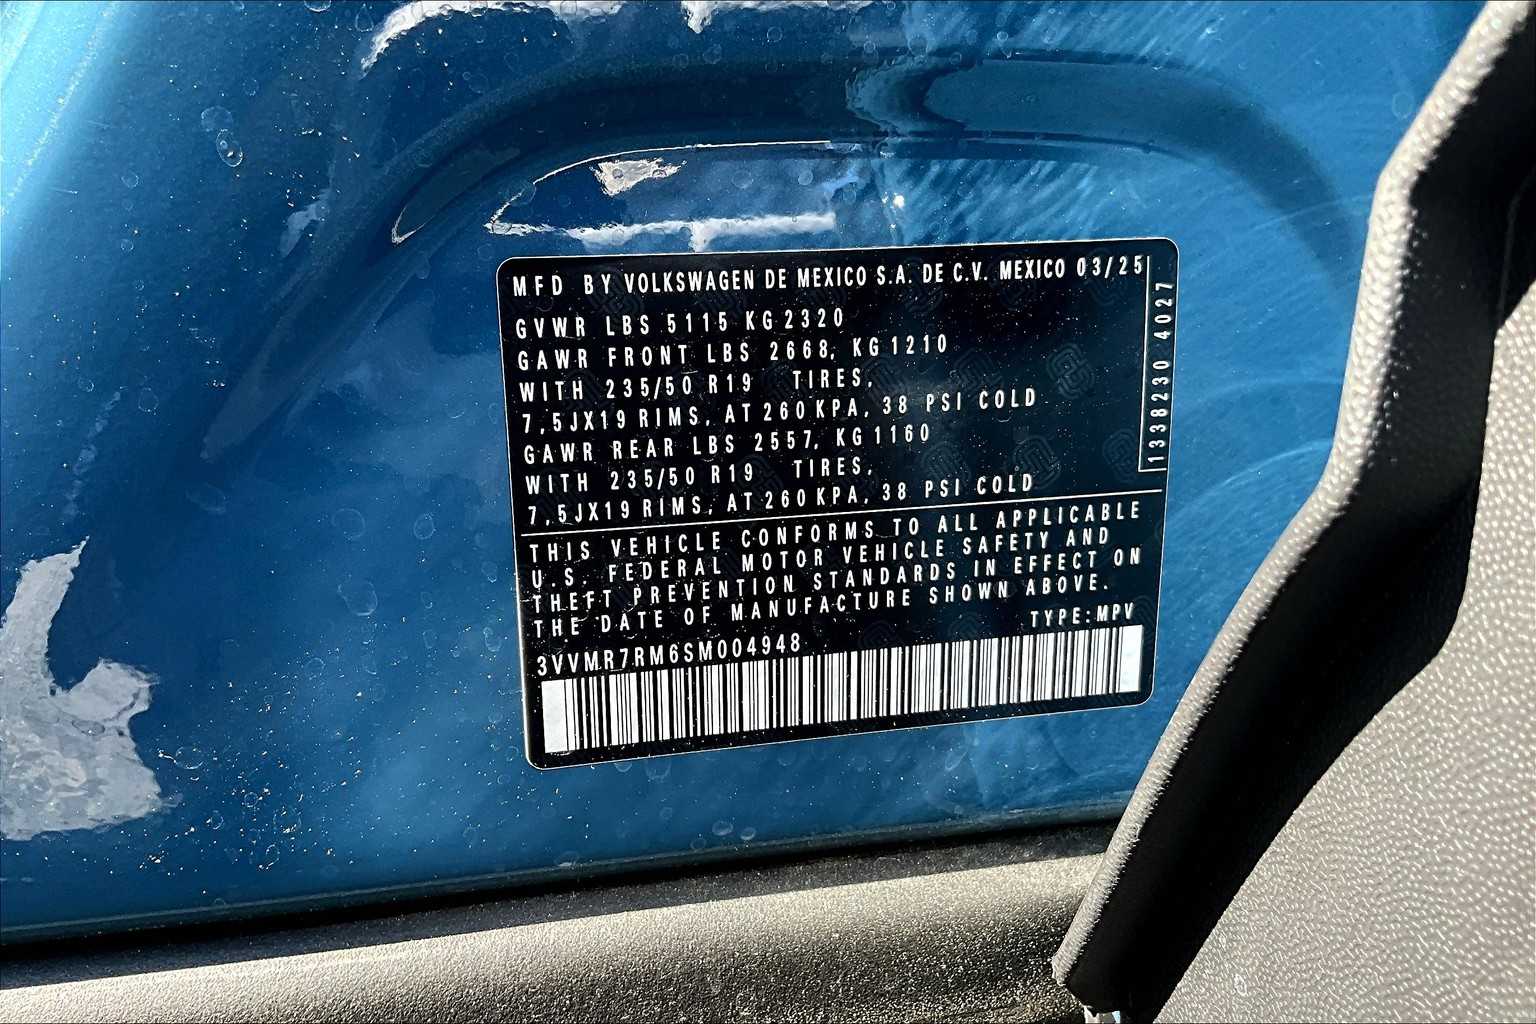 MFD BY VOLKSWAGEN DE MEXICO S.A. DE C.V. MEXICO 03/25
GVWR LBS 5115 KG 2320
GAWR FRONT LBS 2668, KG 1210
WITH 235/50 R19 TIRES,
7,5JX19 RIMS, AT 260 KPA, 38 PSI COLD
GAWR REAR LBS 2557, KG 1160
WITH 235/50 R19 TIRES,
7,5JX19 RIMS, AT 260 KPA, 38 PSI COLD
1338230 4027
THIS VEHICLE CONFORMS TO ALL APPLICABLE
U.S. FEDERAL MOTOR VEHICLE SAFETY AND
THEFT PREVENTION STANDARDS IN EFFECT ON
THE DATE OF MANUFACTURE SHOWN ABOVE.
TYPE:MPV
3VVMR7RM6SM004948